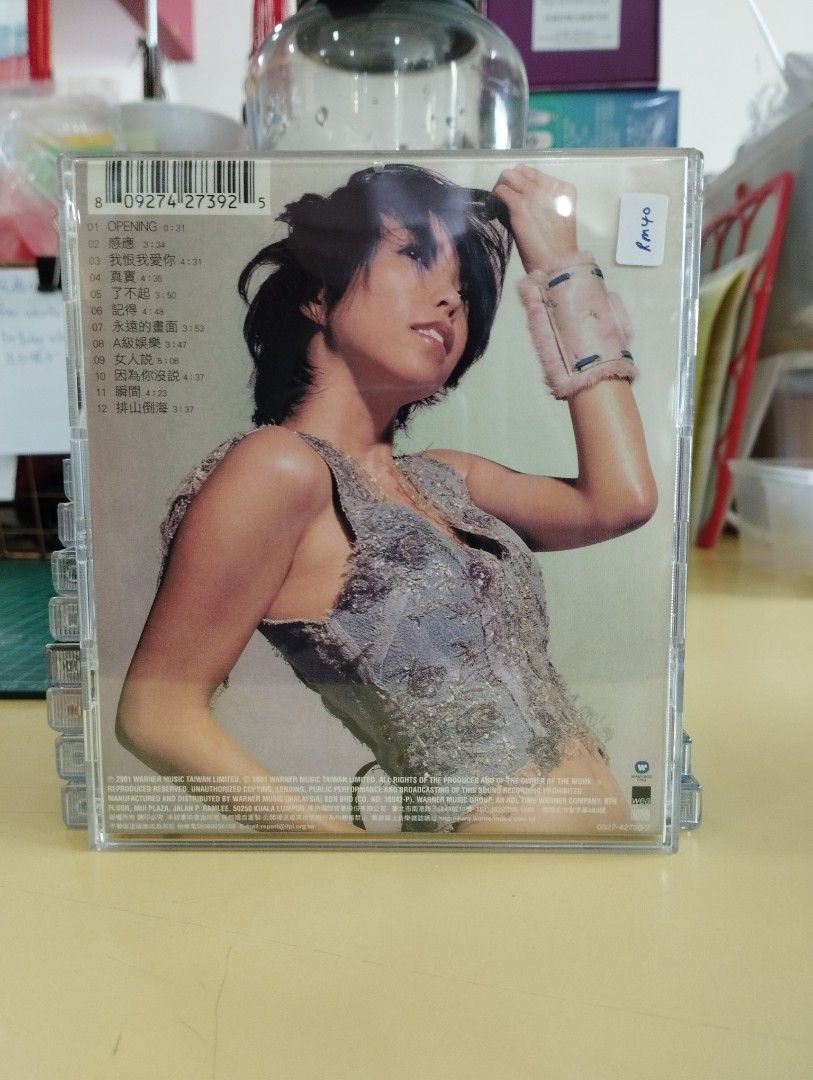 8 09274 27392 5
RM40
01 OPENING 0:31
02 感應 3:34
03 我恨我愛你 4:31
04 真實 4:35
05 了不起 3:50
06 記得 4:48
07 永遠的畫面 3:53
08 A級娛樂 3:47
09 女人説 5:08
10 因為你沒説 4:37
11 瞬間 4:23
12 排山倒海 3:37
℗ 2001 WARNER MUSIC TAIWAN LIMITED. © 2001 WARNER MUSIC TAIWAN LIMITED. ALL RIGHTS OF THE PRODUCER AND OF THE OWNER OF THE WORK
REPRODUCED RESERVED. UNAUTHORIZED COPYING, LENDING, PUBLIC PERFORMANCE AND BROADCASTING OF THIS SOUND RECORDING PROHIBITED.
MANUFACTURED AND DISTRIBUTED BY WARNER MUSIC (MALAYSIA) SDN BHD (CO. NO. 39042-P). WARNER MUSIC GROUP, AN AOL TIME WARNER COMPANY. 8TH
FLOOR, MUI PLAZA, JALAN P. RAMLEE, 50250 KUALA LUMPUR.
wea